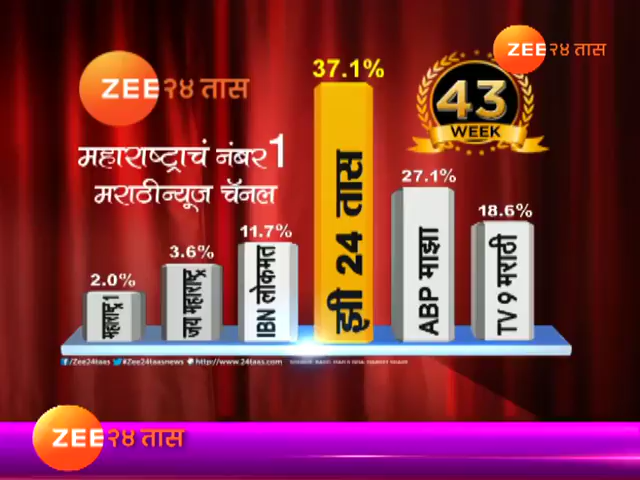 ZEE २४ तास
37.1%
ZEE २४ तास
43
WEEK
महाराष्ट्राचं नंबर 1
मराठी न्यूज चॅनल
27.1%
18.6%
11.7%
3.6%
2.0%
महाराष्ट्र 1
जय महाराष्ट्र
IBN लोकमत
झी 24 तास
ABP माझा
TV 9 मराठी
/Zee24taas /#Zee24taasnews http://www.24taas.com
ZEE २४ तास